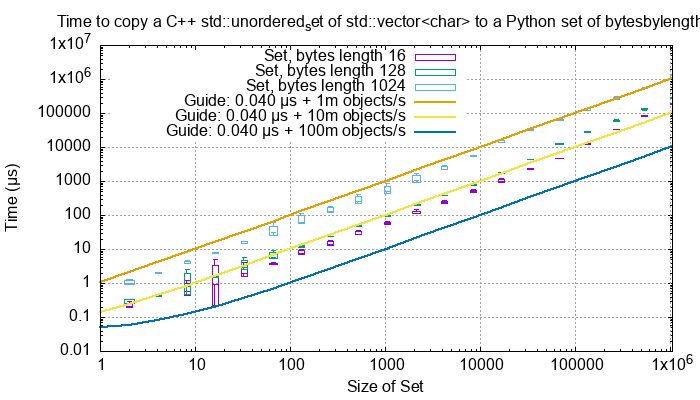 Time to copy a C++ std::unordered_set of std::vector<char> to a Python set of bytesbylength
1x10⁷
1x10⁶
100000
10000
1000
100
10
1
0.1
0.01
Time (µs)
Set, bytes length 16
Set, bytes length 128
Set, bytes length 1024
Guide: 0.040 µs + 1m objects/s
Guide: 0.040 µs + 10m objects/s
Guide: 0.040 µs + 100m objects/s
1 10 100 1000 10000 100000 1x10⁶
Size of Set